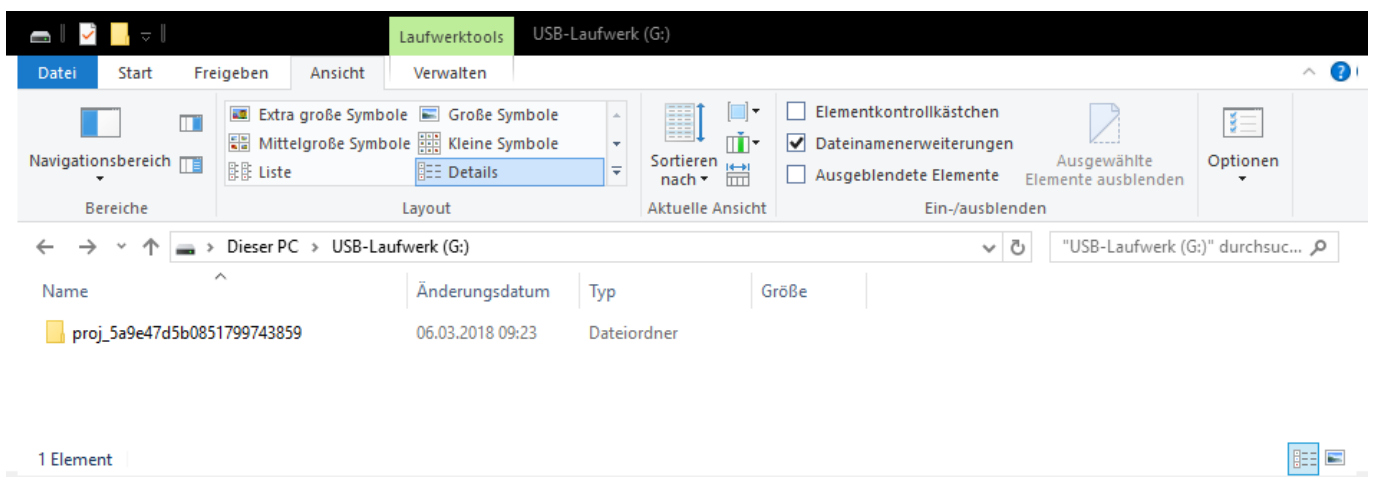 Laufwerktools USB-Laufwerk (G:)
Datei Start Freigeben Ansicht Verwalten
Extra große Symbole Große Symbole
Mittelgroße Symbole Kleine Symbole
Liste Details
Navigationsbereich
Sortieren
nach
Elementkontrollkästchen
Dateinamenerweiterungen
Ausgeblendete Elemente
Ausgewählte
Elemente ausblenden
Optionen
Bereiche Layout Aktuelle Ansicht Ein-/ausblenden
Dieser PC > USB-Laufwerk (G:) "USB-Laufwerk (G:)" durchsuc...
Name Änderungsdatum Typ Größe
proj_5a9e47d5b0851799743859 06.03.2018 09:23 Dateiordner
1 Element